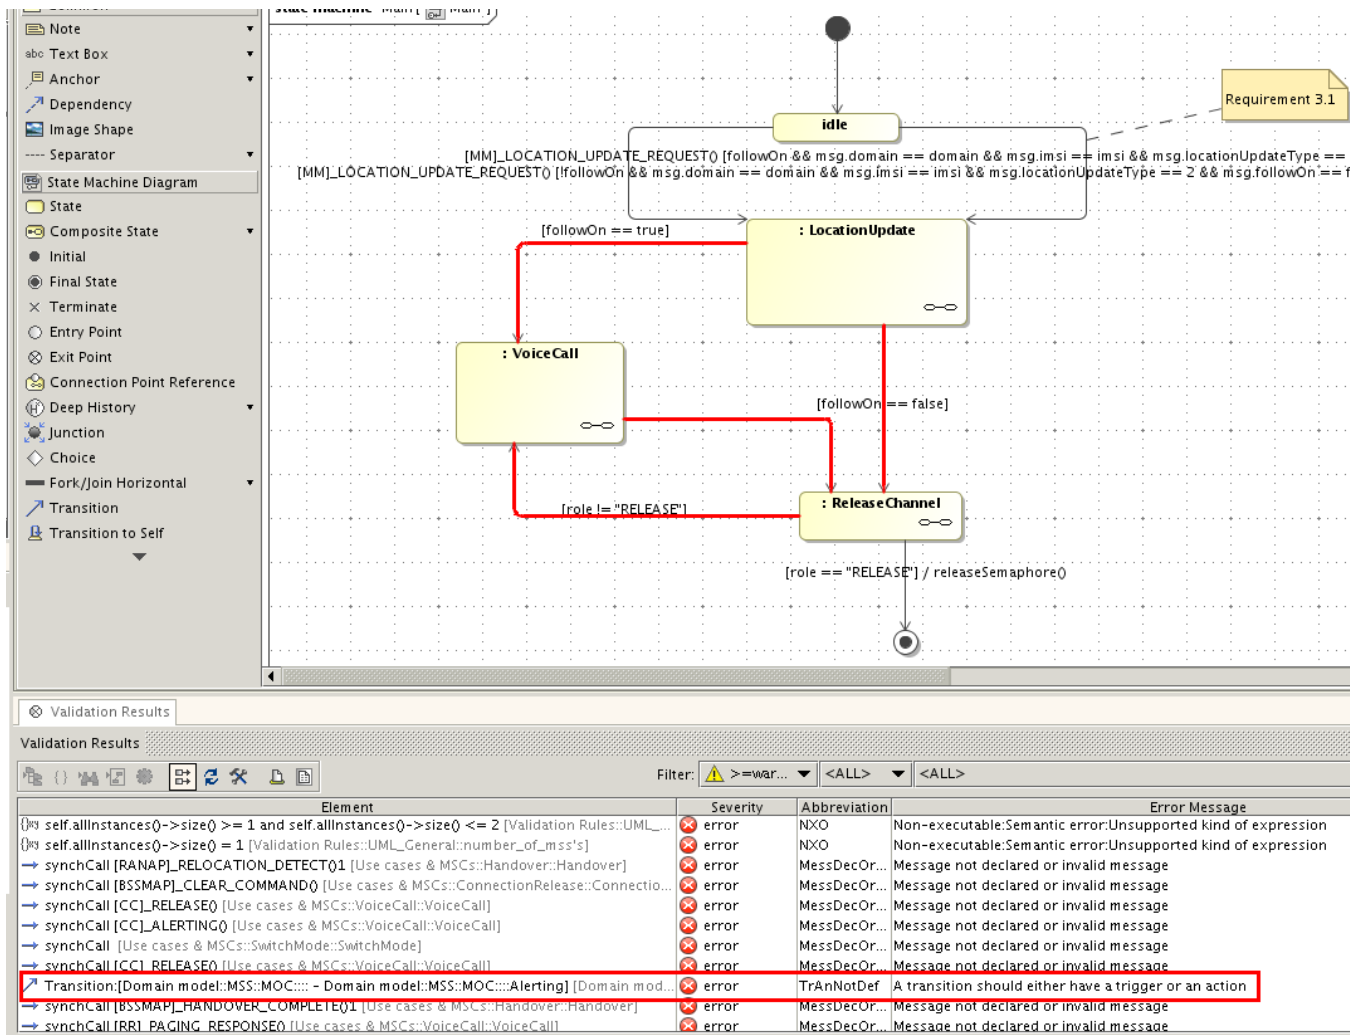 state machine Main [ Main ]
Note
abc Text Box
Anchor
Dependency
Image Shape
Separator
State Machine Diagram
State
Composite State
Initial
Final State
Terminate
Entry Point
Exit Point
Connection Point Reference
Deep History
Junction
Choice
Fork/Join Horizontal
Transition
Transition to Self
Requirement 3.1
idle
[MM]_LOCATION_UPDATE_REQUEST() [followOn && msg.domain == domain && msg.imsi == imsi && msg.locationUpdateType ==
[MM]_LOCATION_UPDATE_REQUEST() [!followOn && msg.domain == domain && msg.imsi == imsi && msg.locationUpdateType == 2 && msg.followOn == f
[followOn == true]
: LocationUpdate
: VoiceCall
[followOn == false]
: ReleaseChannel
[role != "RELEASE"]
[role == "RELEASE"] / releaseSemaphore()
Validation Results
Validation Results
Filter: >=war... <ALL> <ALL>
Element Severity Abbreviation Error Message
self.allInstances()->size() >= 1 and self.allInstances()->size() <= 2 [Validation Rules::UML_... error NXO Non-executable:Semantic error:Unsupported kind of expression
self.allInstances()->size() = 1 [Validation Rules::UML_General::number_of_mss's] error NXO Non-executable:Semantic error:Unsupported kind of expression
synchCall [RANAP]_RELOCATION_DETECT()1 [Use cases & MSCs::Handover::Handover] error MessDecOr... Message not declared or invalid message
synchCall [BSSMAP]_CLEAR_COMMAND() [Use cases & MSCs::ConnectionRelease::Connectio... error MessDecOr... Message not declared or invalid message
synchCall [CC]_RELEASE() [Use cases & MSCs::VoiceCall::VoiceCall] error MessDecOr... Message not declared or invalid message
synchCall [CC]_ALERTING() [Use cases & MSCs::VoiceCall::VoiceCall] error MessDecOr... Message not declared or invalid message
synchCall [Use cases & MSCs::SwitchMode::SwitchMode] error MessDecOr... Message not declared or invalid message
synchCall [CC]_RELEASE() [Use cases & MSCs::VoiceCall::VoiceCall] error MessDecOr... Message not declared or invalid message
Transition:[Domain model::MSS::MOC:::: - Domain model::MSS::MOC::::Alerting] [Domain mod... error TrAnNotDef A transition should either have a trigger or an action
synchCall [BSSMAP]_HANDOVER_COMPLETE()1 [Use cases & MSCs::Handover::Handover] error MessDecOr... Message not declared or invalid message
synchCall [RR]_PAGING_RESPONSE() [Use cases & MSCs::VoiceCall::VoiceCall] error MessDecOr... Message not declared or invalid message